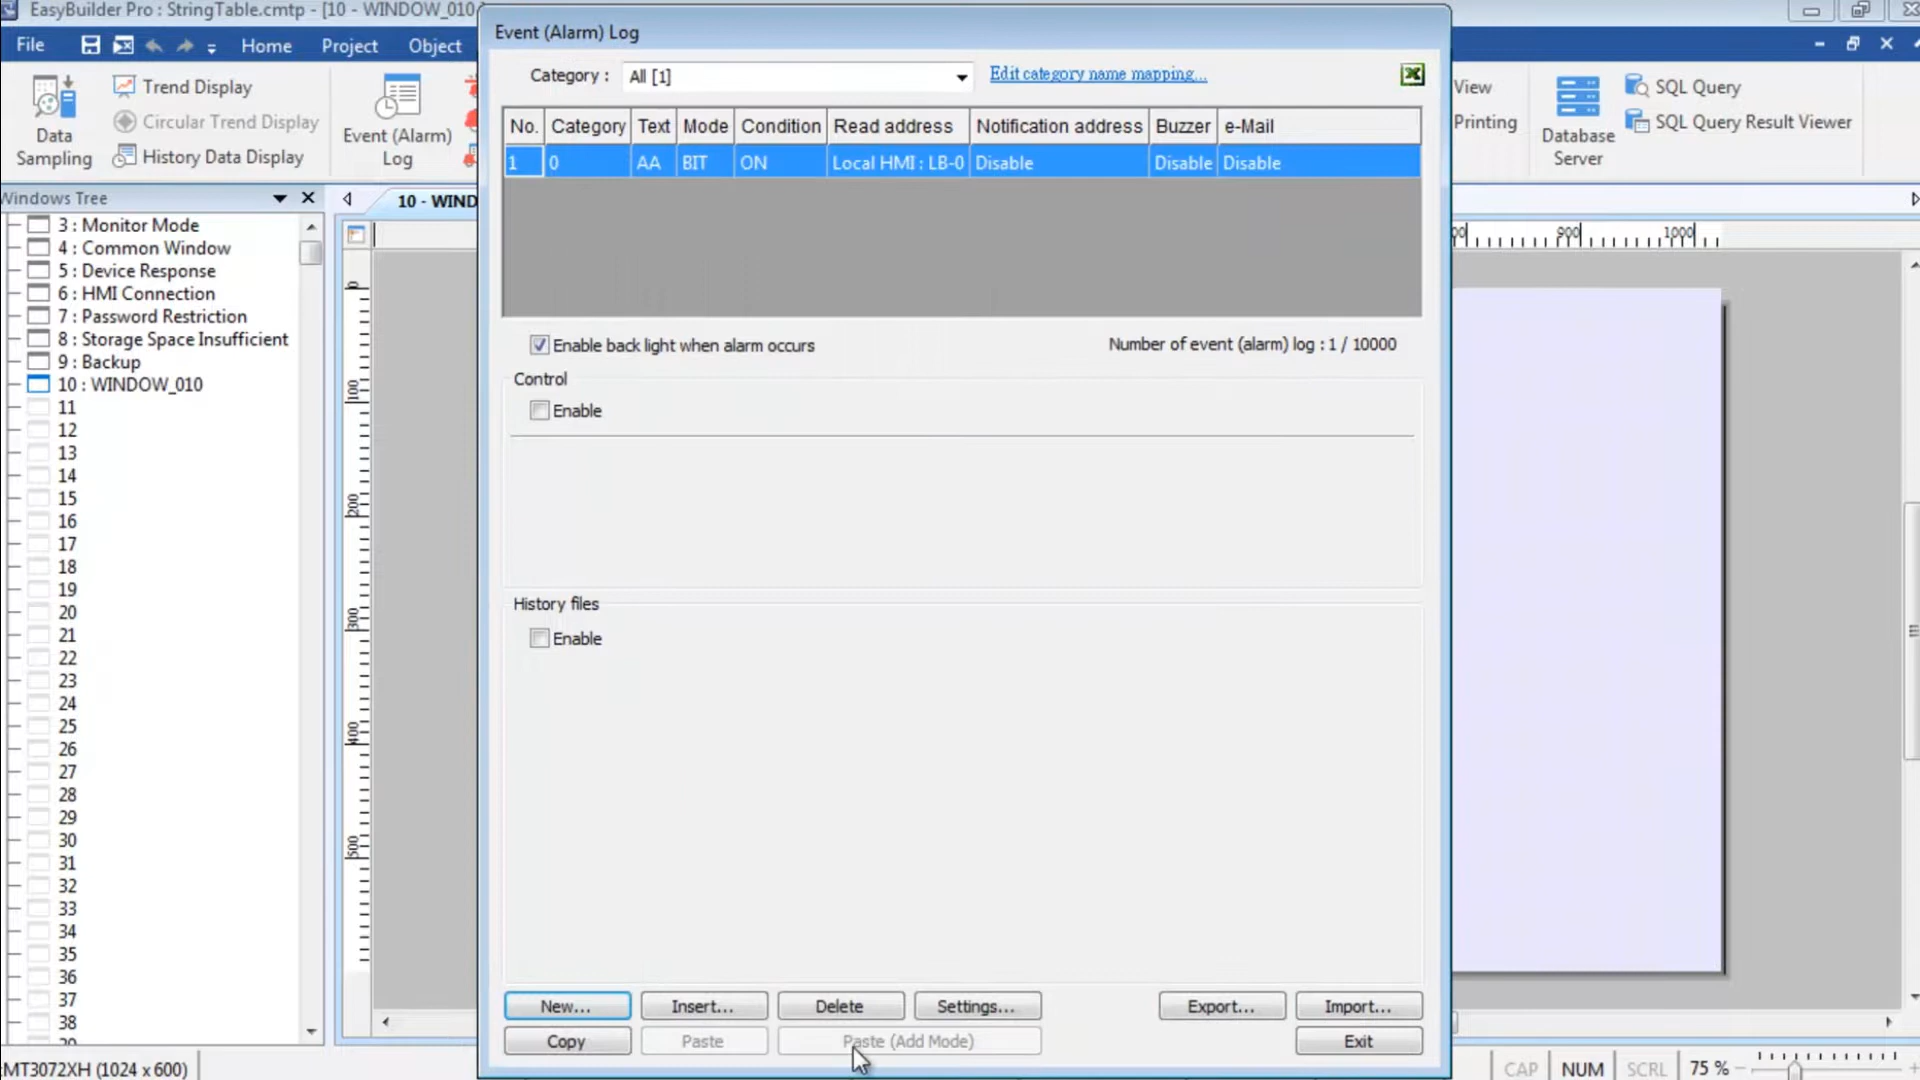 EasyBuilder Pro : StringTable.cmtp - [10 - WINDOW_010
File
Home
Project
Object
Data
Sampling
Trend Display
Circular Trend Display
History Data Display
Event (Alarm)
Log
View
Printing
Database
Server
SQL Query
SQL Query Result Viewer
Windows Tree
3 : Monitor Mode
4 : Common Window
5 : Device Response
6 : HMI Connection
7 : Password Restriction
8 : Storage Space Insufficient
9 : Backup
10 : WINDOW_010
11
12
13
14
15
16
17
18
19
20
21
22
23
24
25
26
27
28
29
30
31
32
33
34
35
36
37
38
10 - WIND
0
100
200
300
400
500
900
1000
Event (Alarm) Log
Category :
All [1]
Edit category name mapping...
No. Category Text Mode Condition Read address Notification address Buzzer e-Mail
1 0 AA BIT ON Local HMI : LB-0 Disable Disable Disable
Enable back light when alarm occurs
Number of event (alarm) log : 1 / 10000
Control
Enable
History files
Enable
New... Insert... Delete Settings... Export... Import...
Copy Paste Paste (Add Mode) Exit
MT3072XH (1024 x 600)
CAP NUM SCRL 75 %